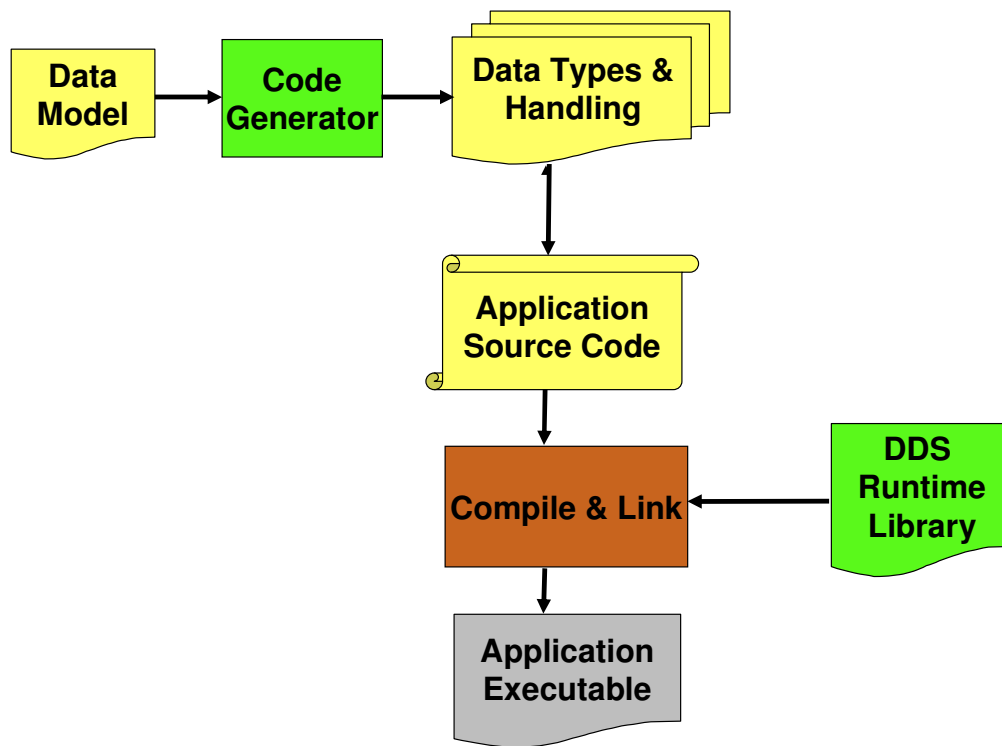 Data
Model
Code
Generator
Data Types &
Handling
Application
Source Code
Compile & Link
DDS
Runtime
Library
Application
Executable